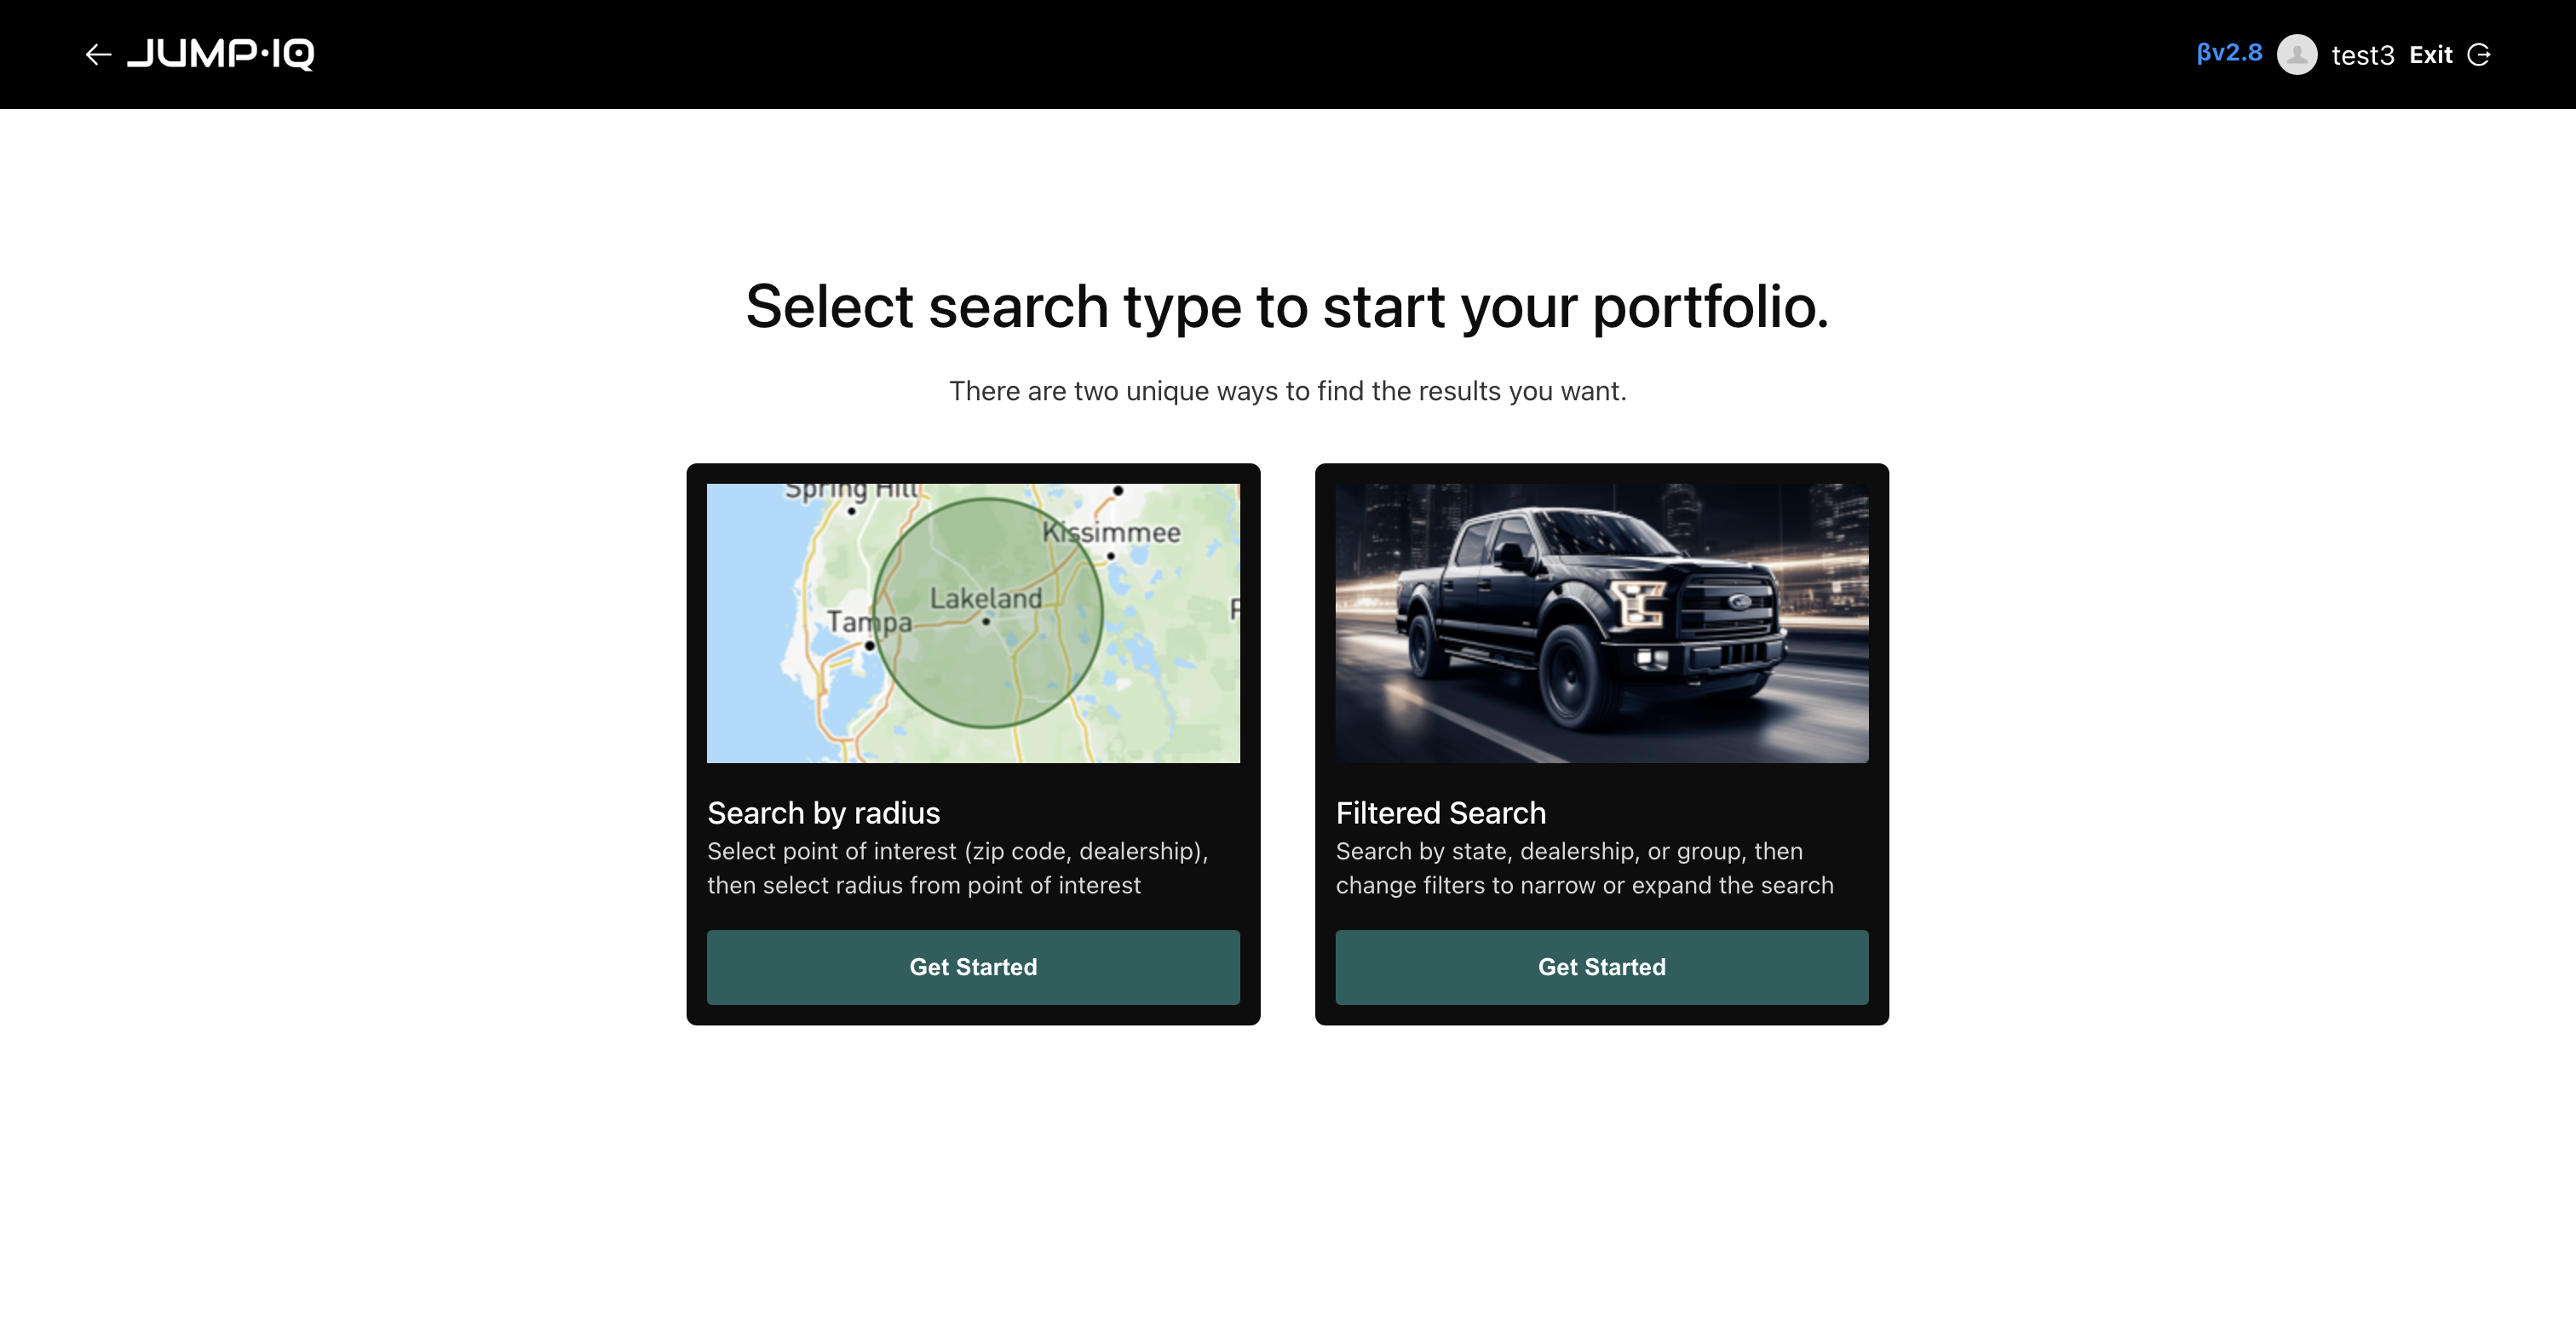 JUMP·IQ
βv2.8
test3
Exit
Select search type to start your portfolio.
There are two unique ways to find the results you want.
Spring Hill
Kissimmee
Lakeland
Tampa
Search by radius
Select point of interest (zip code, dealership),
then select radius from point of interest
Get Started
Filtered Search
Search by state, dealership, or group, then
change filters to narrow or expand the search
Get Started